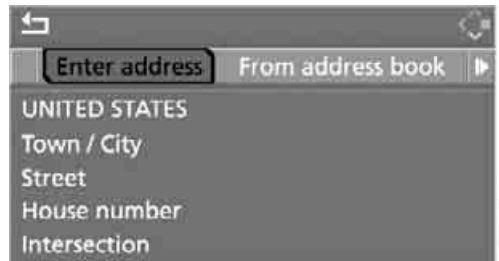 Enter address From address book
UNITED STATES
Town / City
Street
House number
Intersection